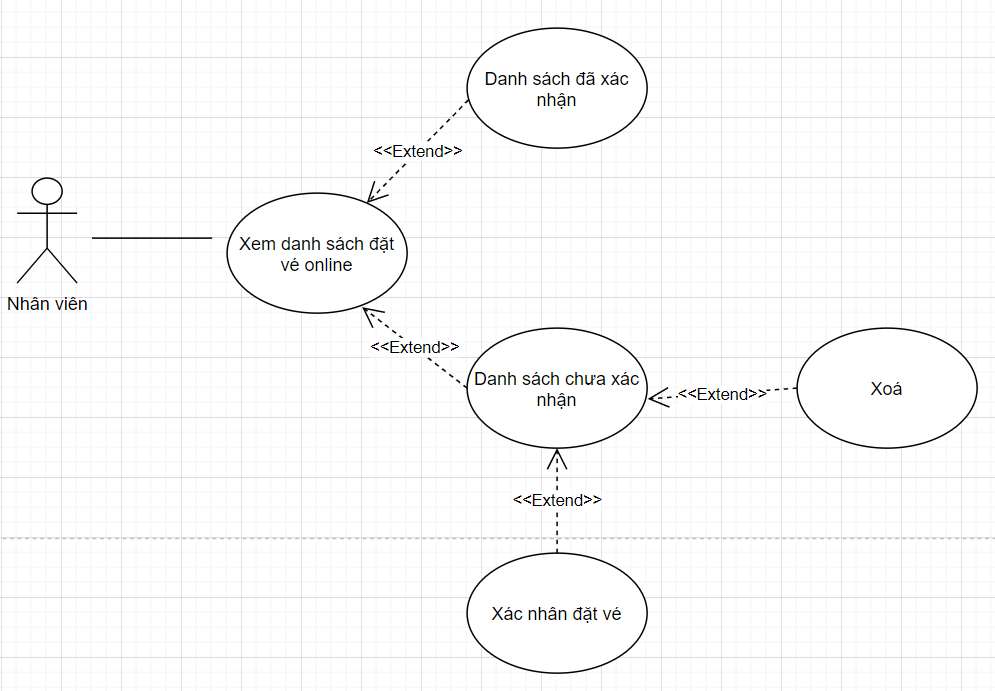 Danh sách đã xác
nhận
<<Extend>>
Xem danh sách đặt
vé online
Nhân viên
<<Extend>>
Danh sách chưa xác
nhận
<<Extend>>
Xoá
<<Extend>>
Xác nhân đặt vé